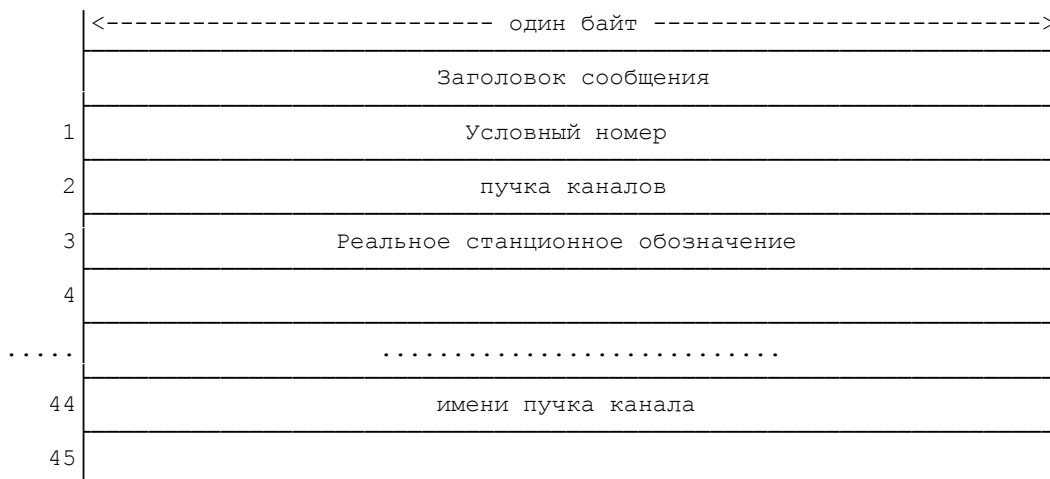 <--------------------------- один байт --------------------------->
Заголовок сообщения
1 Условный номер
2 пучка каналов
3 Реальное станционное обозначение
4
..... ............................
44 имени пучка канала
45